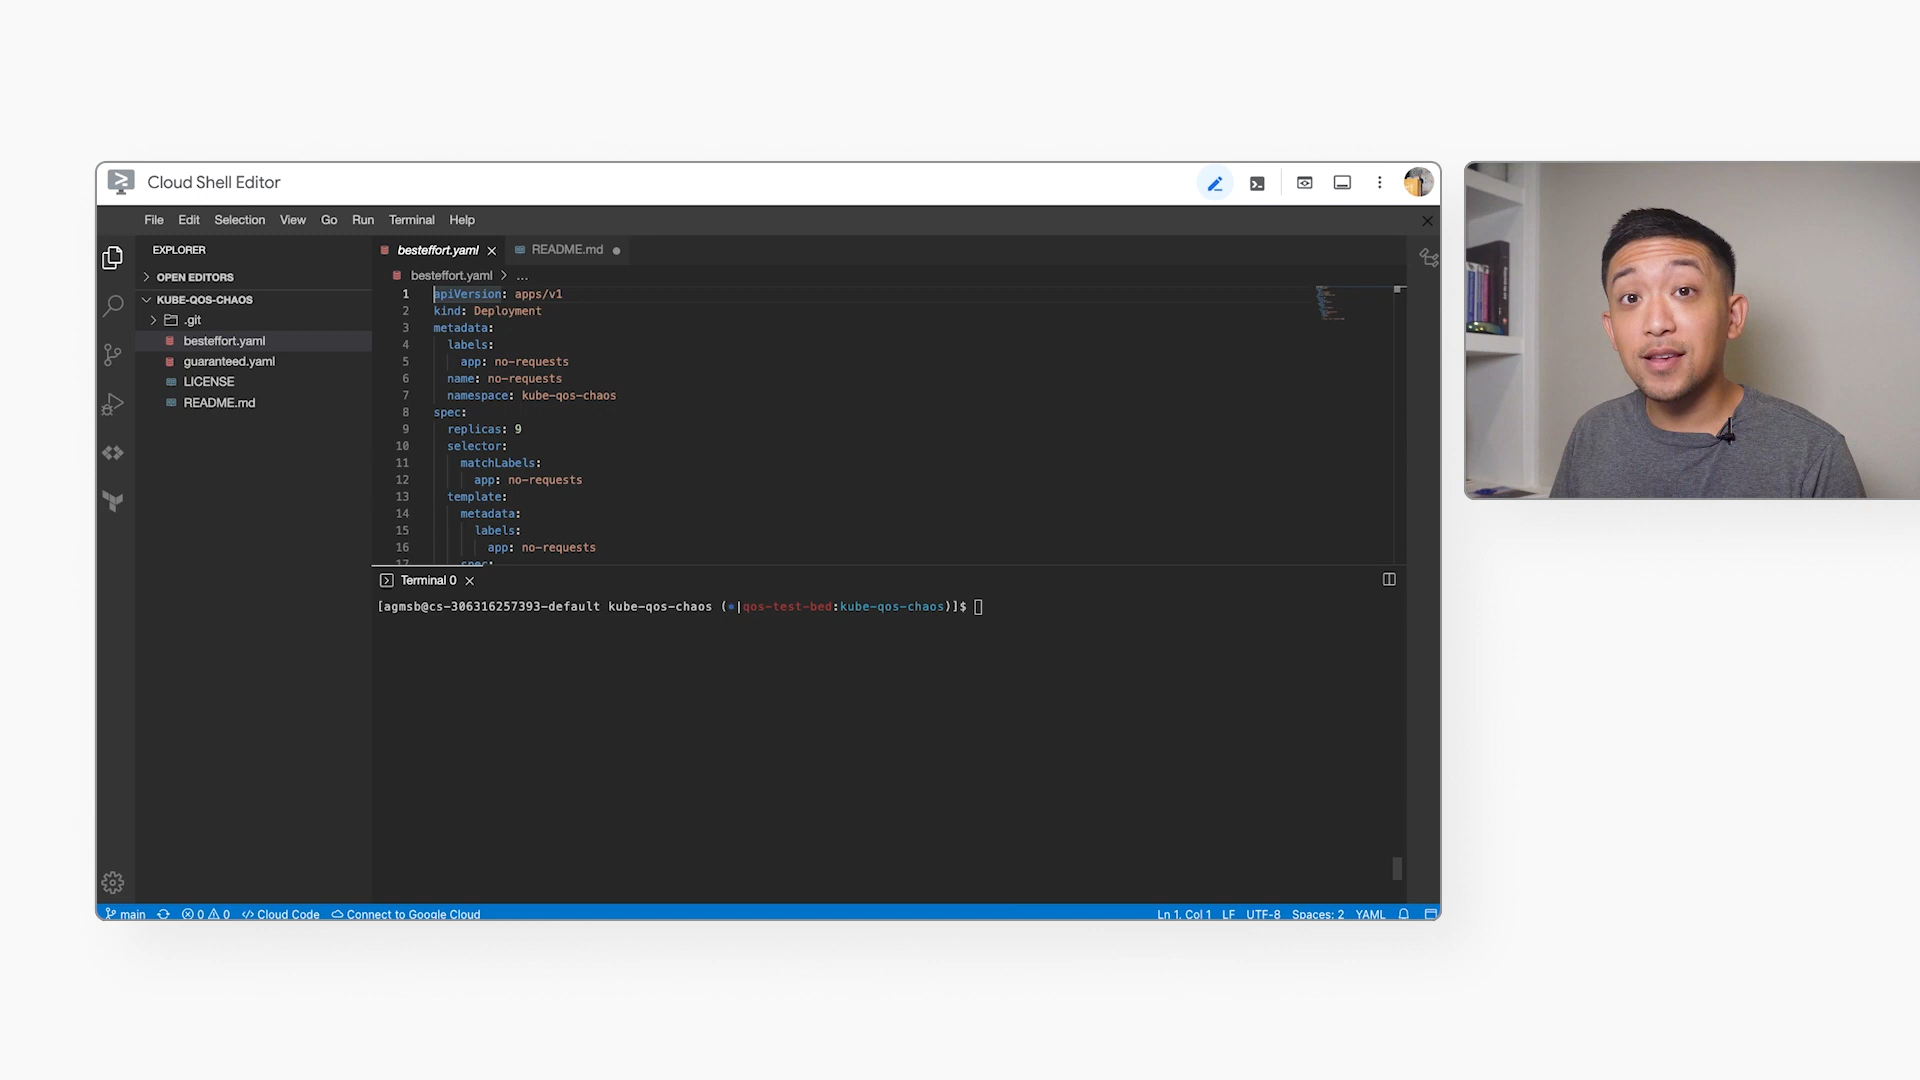 Cloud Shell Editor
File Edit Selection View Go Run Terminal Help
EXPLORER
OPEN EDITORS
KUBE-QOS-CHAOS
.git
besteffort.yaml
guaranteed.yaml
LICENSE
README.md
besteffort.yaml README.md
besteffort.yaml > ...
1 apiVersion: apps/v1
2 kind: Deployment
3 metadata:
4 labels:
5 app: no-requests
6 name: no-requests
7 namespace: kube-qos-chaos
8 spec:
9 replicas: 9
10 selector:
11 matchLabels:
12 app: no-requests
13 template:
14 metadata:
15 labels:
16 app: no-requests
17 spec:
Terminal 0
[agmsb@cs-306316257393-default kube-qos-chaos (|qos-test-bed:kube-qos-chaos)]$
main 0 0 Cloud Code Connect to Google Cloud
Ln 1, Col 1 LF UTF-8 Spaces: 2 YAML